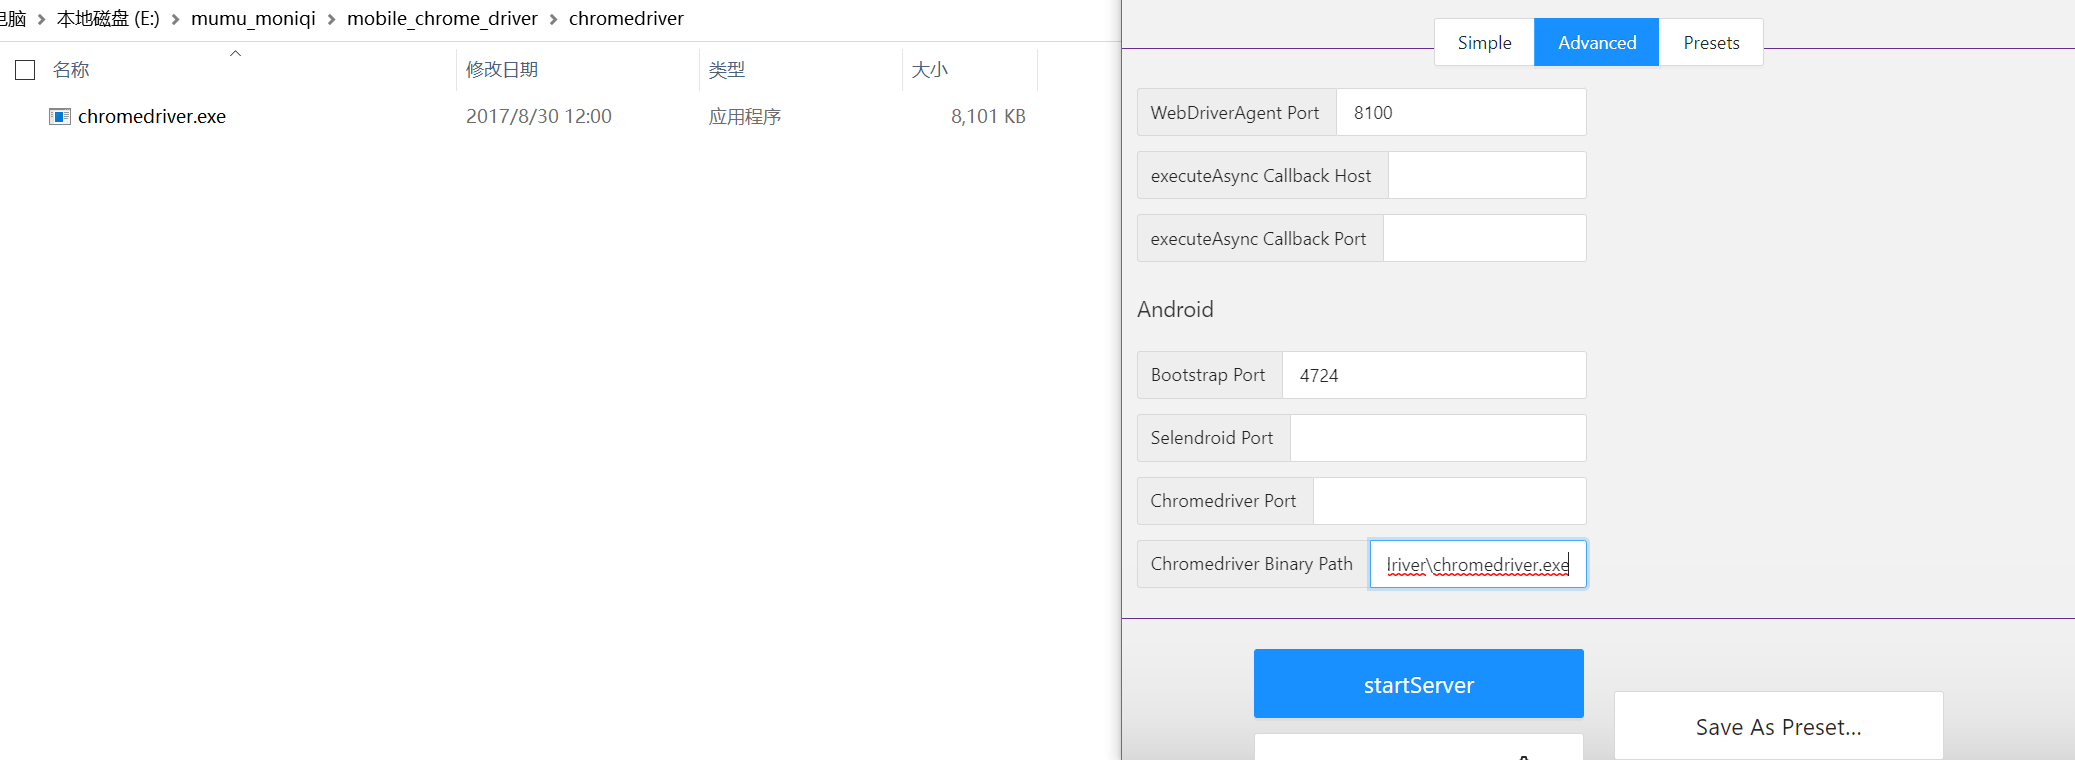 电脑 > 本地磁盘 (E:) > mumu_moniqi > mobile_chrome_driver > chromedriver
名称 修改日期 类型 大小
chromedriver.exe 2017/8/30 12:00 应用程序 8,101 KB
Simple Advanced Presets
WebDriverAgent Port 8100
executeAsync Callback Host
executeAsync Callback Port
Android
Bootstrap Port 4724
Selendroid Port
Chromedriver Port
Chromedriver Binary Path driver\chromedriver.exe
startServer
Save As Preset...